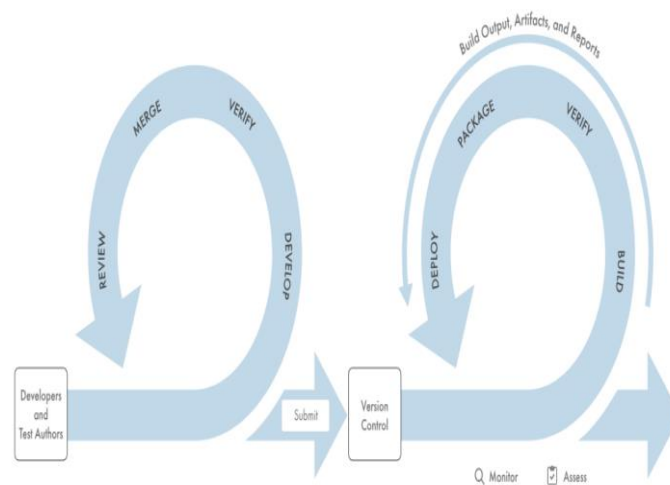 Build Output, Artifacts, and Reports
MERGE
VERIFY
REVIEW
DEVELOP
PACKAGE
VERIFY
DEPLOY
BUILD
Developers
and
Test Authors
Submit
Version
Control
Monitor
Assess